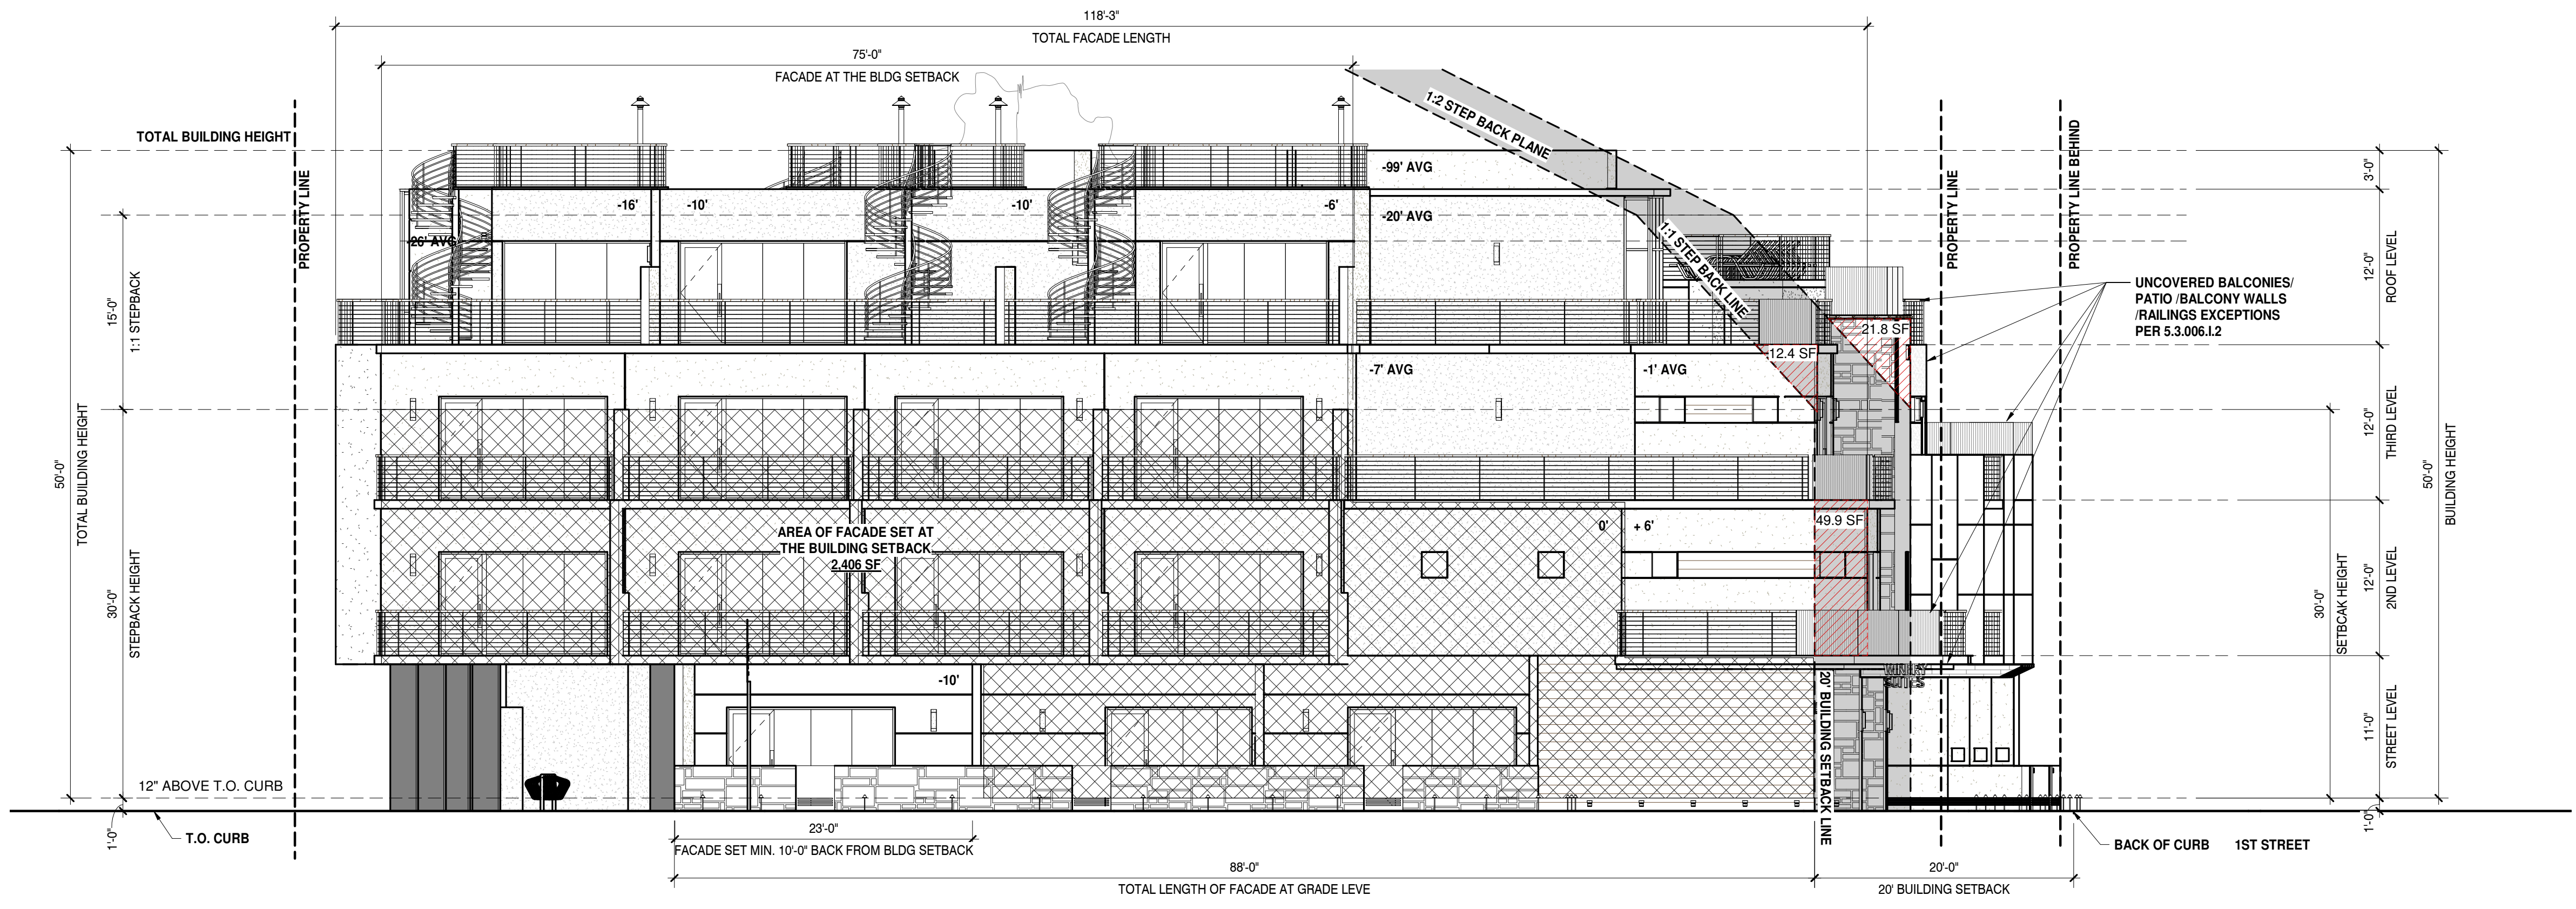 118'-3"
TOTAL FACADE LENGTH
75'-0"
FACADE AT THE BLDG SETBACK
1:2 STEP BACK PLANE
TOTAL BUILDING HEIGHT
PROPERTY LINE
-99' AVG
-16'
-10'
-10'
-6'
-20' AVG
-26' AVG
1:1 STEP BACK LINE
PROPERTY LINE
PROPERTY LINE BEHIND
3'-0"
12'-0"
ROOF LEVEL
UNCOVERED BALCONIES/
PATIO /BALCONY WALLS
/RAILINGS EXCEPTIONS
PER 5.3.006.I.2
15'-0"
1:1 STEPBACK
21.8 SF
12.4 SF
-7' AVG
-1' AVG
12'-0"
THIRD LEVEL
50'-0"
TOTAL BUILDING HEIGHT
50'-0"
BUILDING HEIGHT
AREA OF FACADE SET AT
THE BUILDING SETBACK
2,406 SF
0'
+ 6'
49.9 SF
30'-0"
STEPBACK HEIGHT
30'-0"
SETBCAK HEIGHT
12'-0"
2ND LEVEL
-10'
WINERY
SUITES
20' BUILDING SETBACK LINE
11'-0"
STREET LEVEL
12" ABOVE T.O. CURB
1'-0"
T.O. CURB
1'-0"
23'-0"
FACADE SET MIN. 10'-0" BACK FROM BLDG SETBACK
BACK OF CURB 1ST STREET
88'-0"
TOTAL LENGTH OF FACADE AT GRADE LEVE
20'-0"
20' BUILDING SETBACK